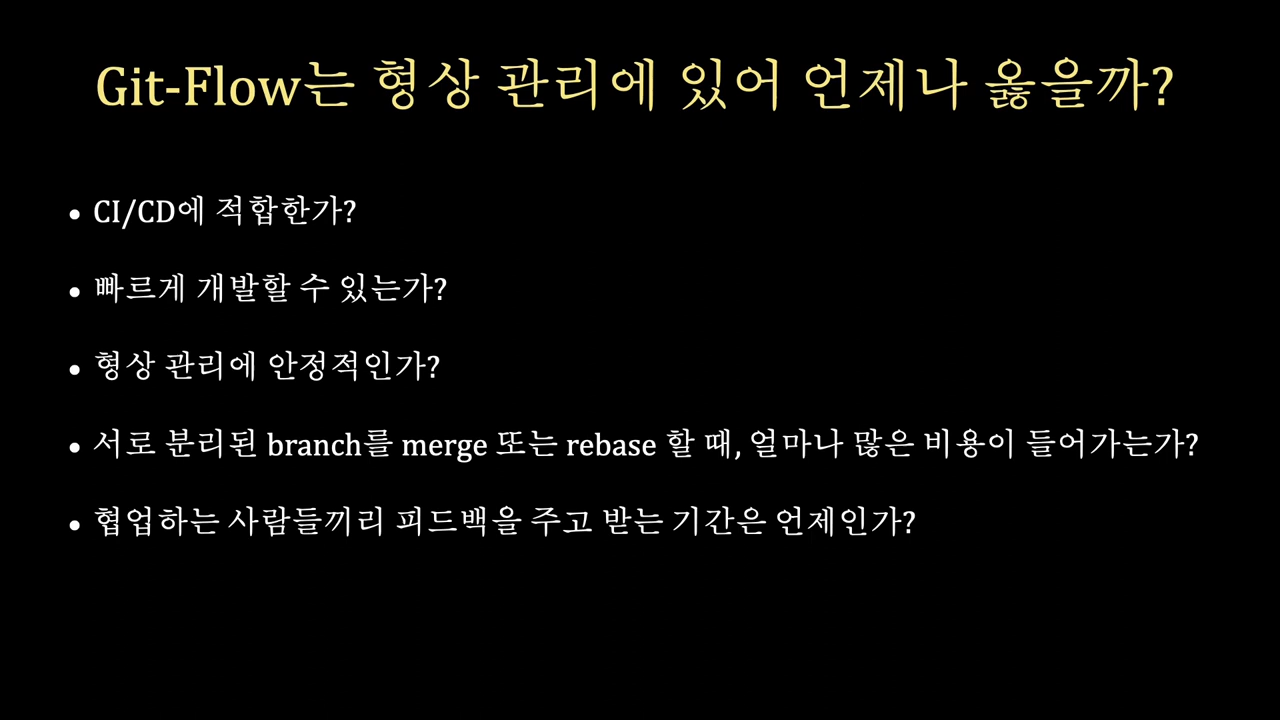 Git-Flow는 형상 관리에 있어 언제나 옳을까?
• CI/CD에 적합한가?
• 빠르게 개발할 수 있는가?
• 형상 관리에 안정적인가?
• 서로 분리된 branch를 merge 또는 rebase 할 때, 얼마나 많은 비용이 들어가는가?
• 협업하는 사람들끼리 피드백을 주고 받는 기간은 언제인가?